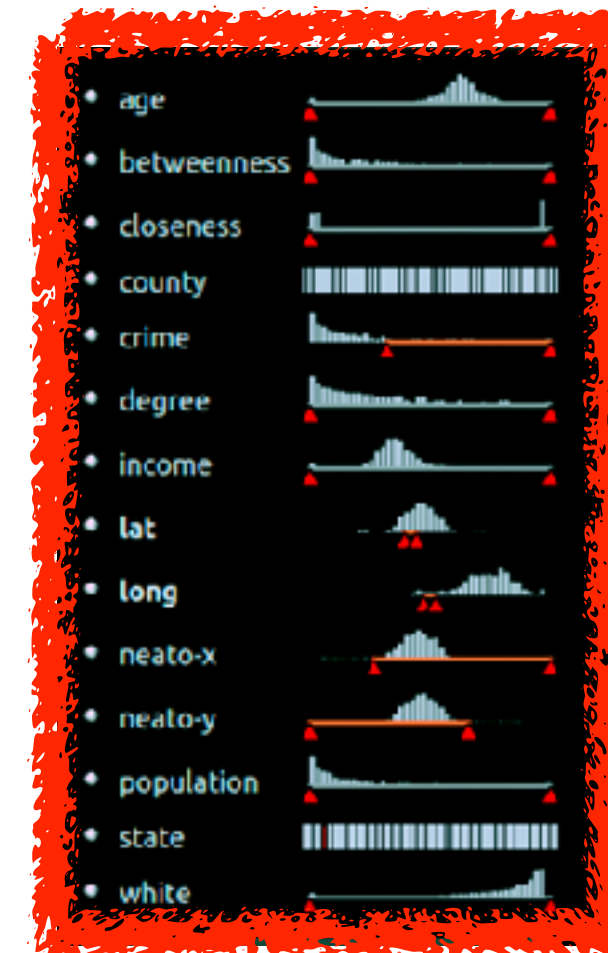 age
betweenness
closeness
county
crime
degree
income
lat
long
neato-x
neato-y
population
state
white